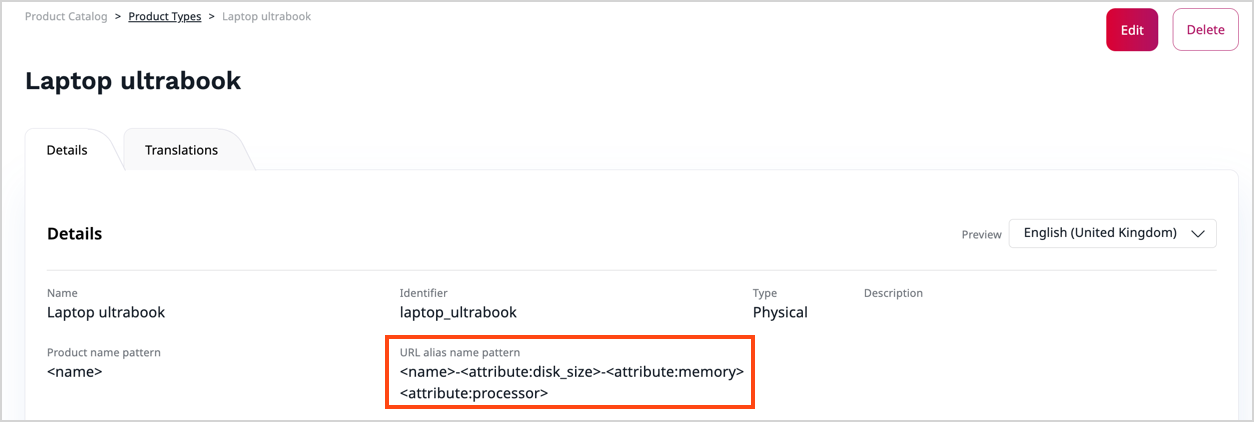 Product Catalog > Product Types > Laptop ultrabook
Edit
Delete
Laptop ultrabook
Details
Translations
Details
Preview
English (United Kingdom)
Name
Identifier
Type
Description
Laptop ultrabook
laptop_ultrabook
Physical
Product name pattern
URL alias name pattern
<name>
<name>-<attribute:disk_size>-<attribute:memory>
<attribute:processor>